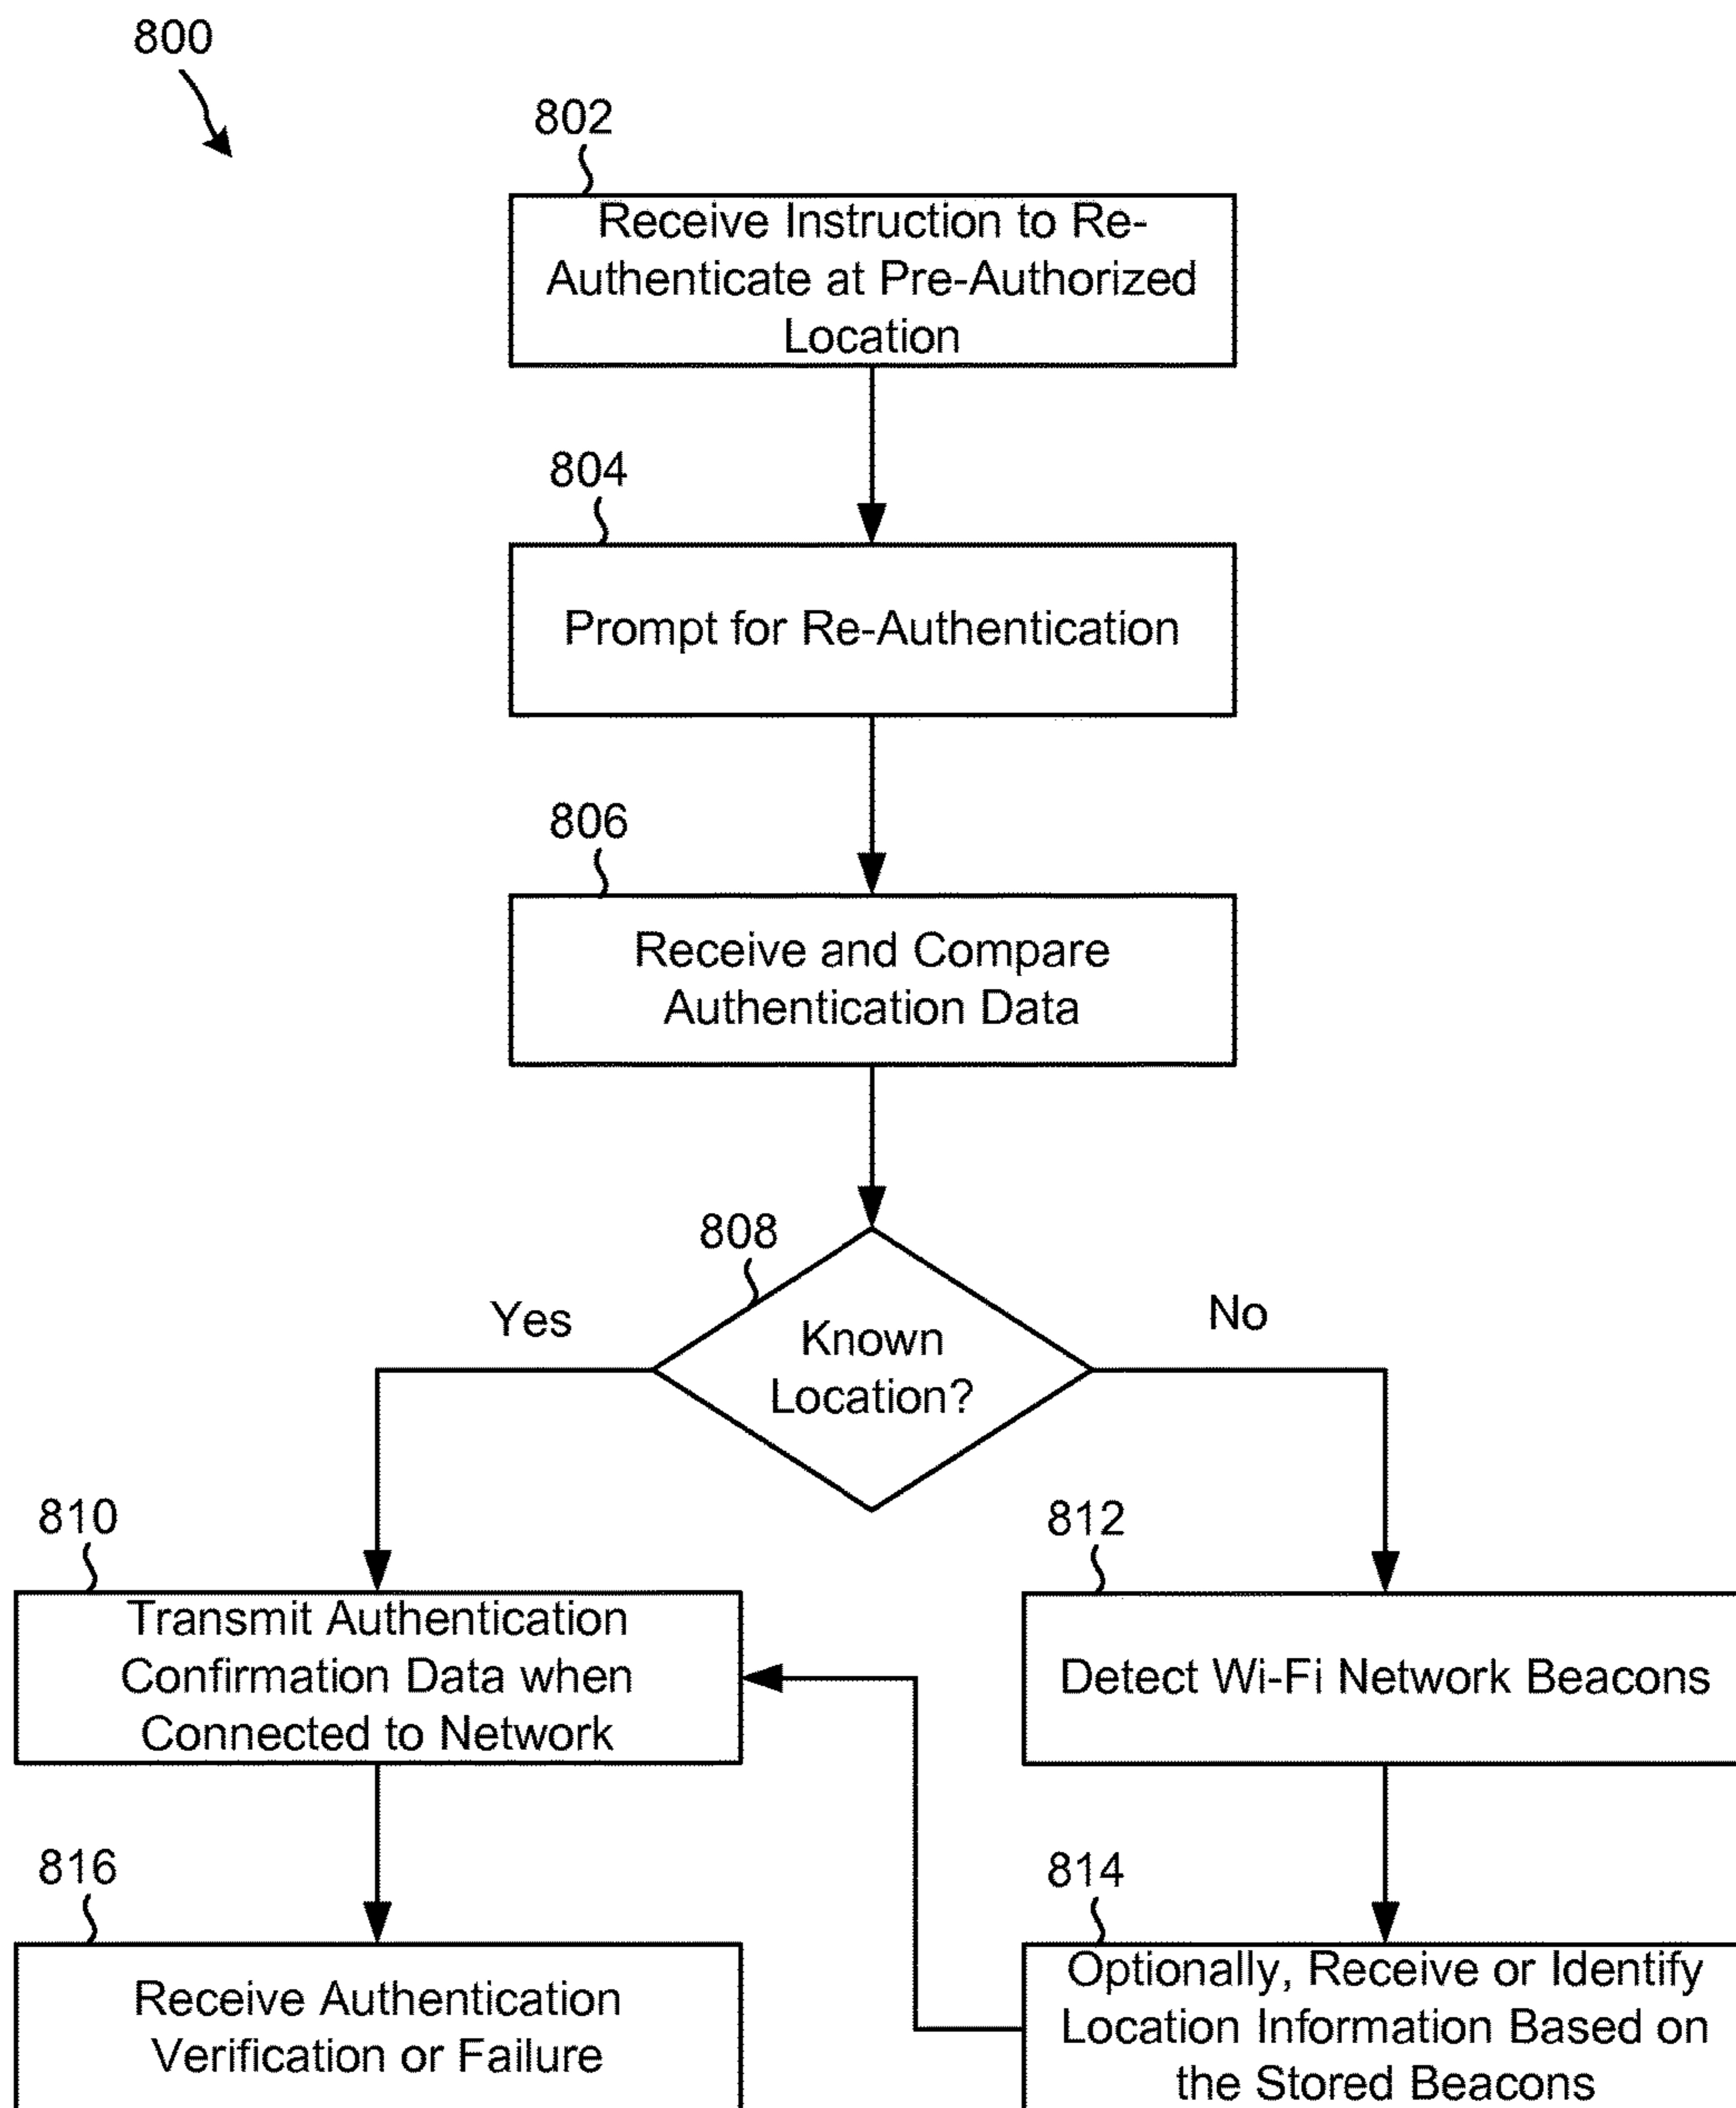 800
802
Receive Instruction to Re-
Authenticate at Pre-Authorized
Location
804
Prompt for Re-Authentication
806
Receive and Compare
Authentication Data
808
Yes
No
Known
Location?
810
812
Transmit Authentication
Confirmation Data when
Connected to Network
Detect Wi-Fi Network Beacons
816
814
Receive Authentication
Verification or Failure
Optionally, Receive or Identify
Location Information Based on
the Stored Beacons